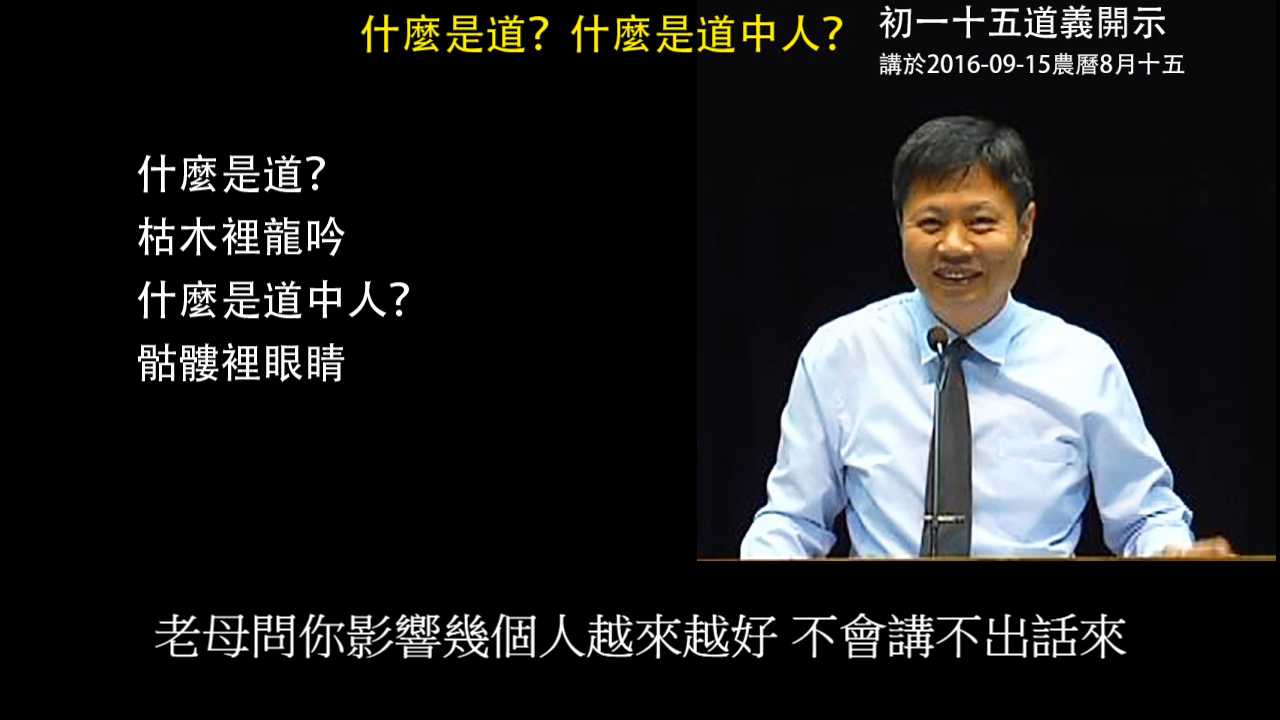 什麼是道? 什麼是道中人?
初一十五道義開示
講於2016-09-15農曆8月十五
什麼是道?
枯木裡龍吟
什麼是道中人?
骷髏裡眼睛
老母問你影響幾個人越來越好 不會講不出話來